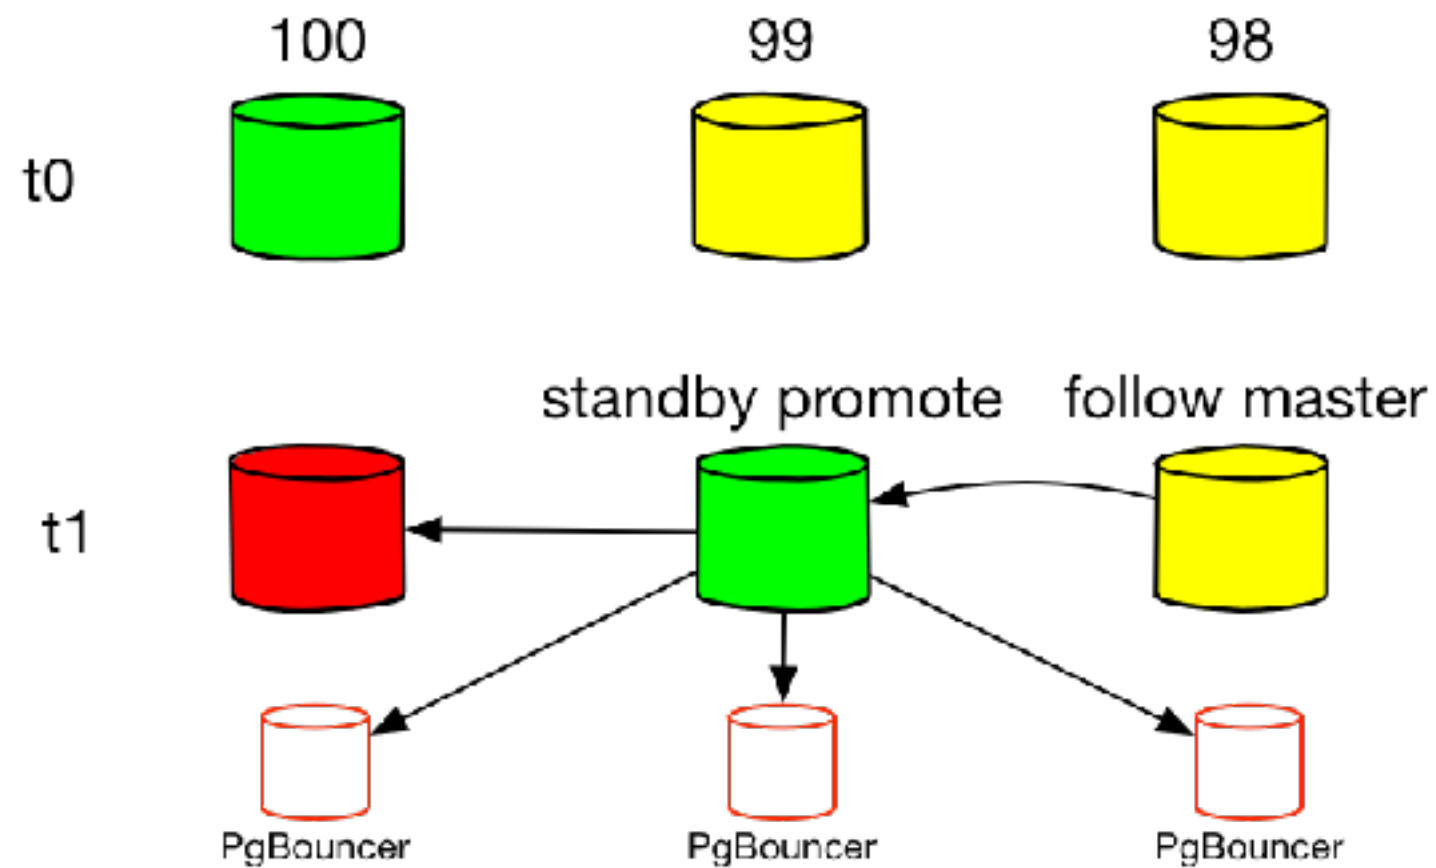 100 99 98
t0
standby promote follow master
t1
PgBouncer PgBouncer PgBouncer